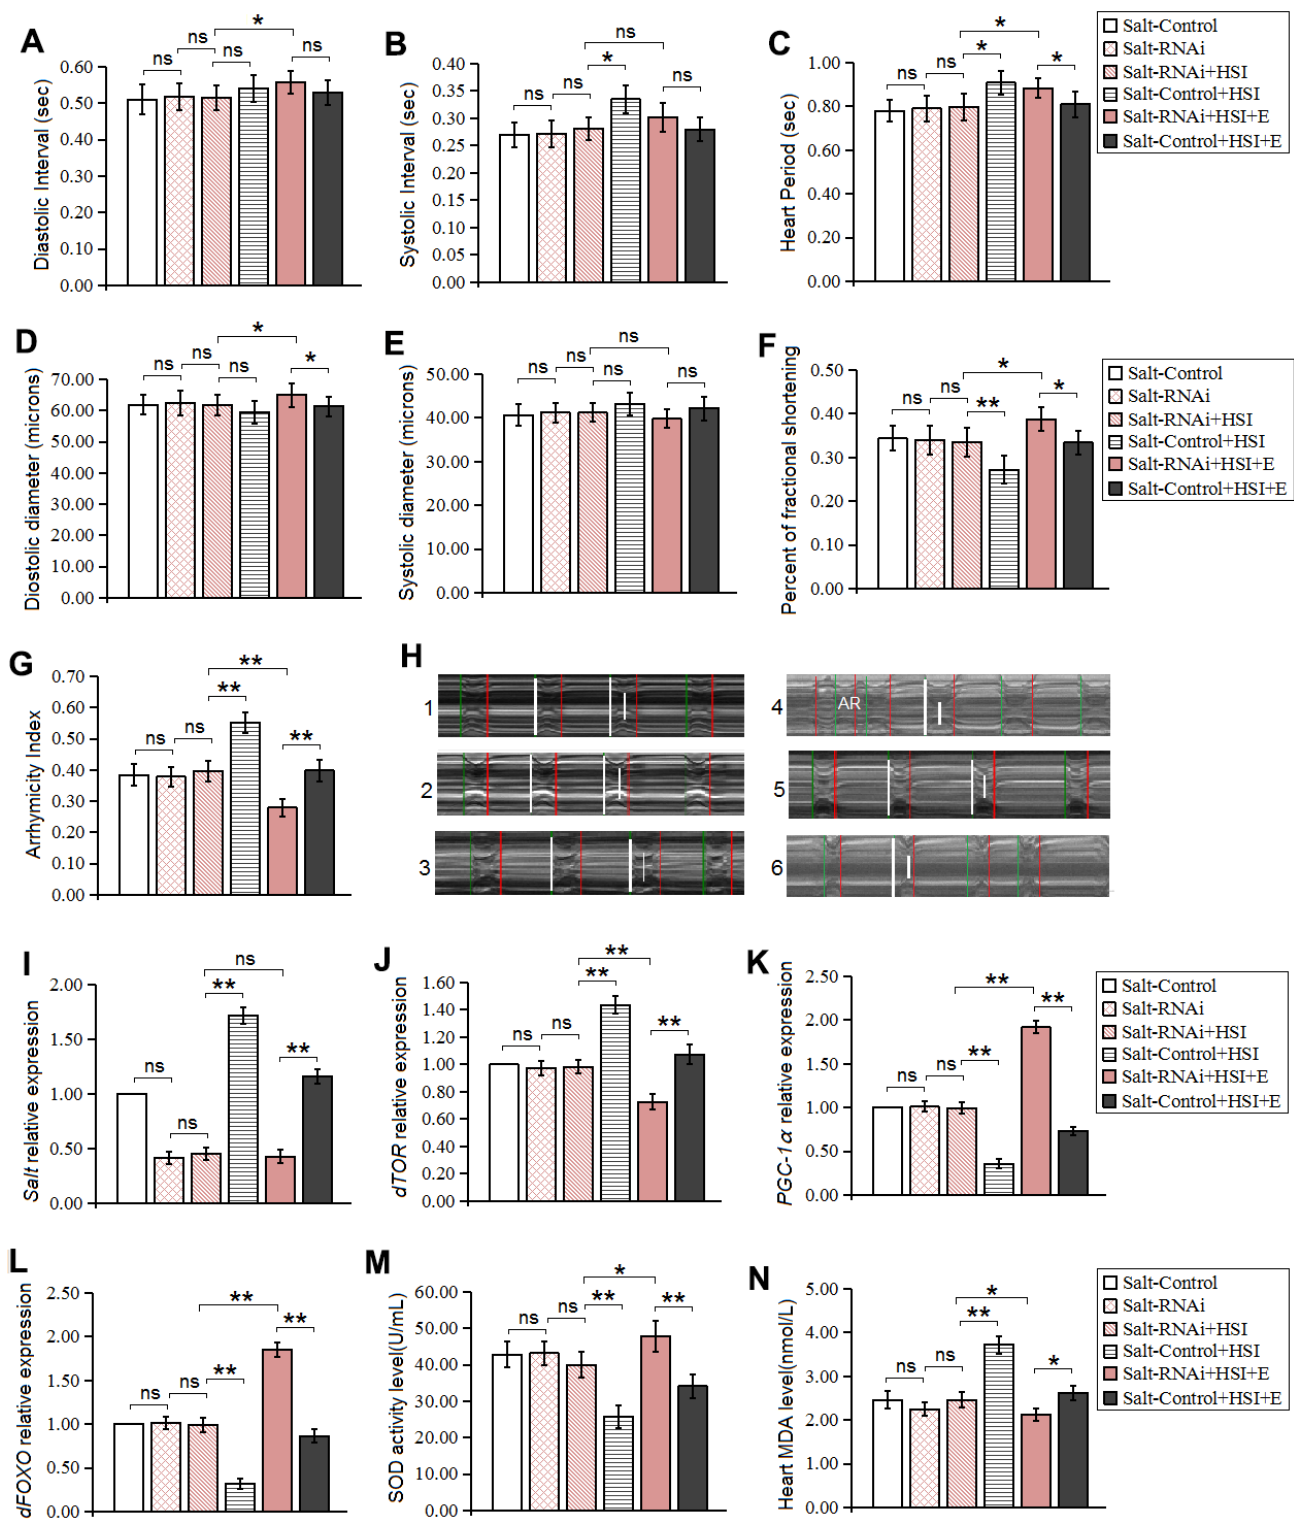 A
Diastolic Interval (sec)
0.60
0.50
0.40
0.30
0.20
0.10
0.00
ns
ns
ns
*
ns
B
Systolic Interval (sec)
0.40
0.35
0.30
0.25
0.20
0.15
0.10
0.05
0.00
ns
ns
*
ns
ns
C
Heart Period (sec)
1.00
0.80
0.60
0.40
0.20
0.00
ns
ns
*
*
*
Salt-Control
Salt-RNAi
Salt-RNAi+HSI
Salt-Control+HSI
Salt-RNAi+HSI+E
Salt-Control+HSI+E
D
Diostolic diameter (microns)
70.00
60.00
50.00
40.00
30.00
20.00
10.00
0.00
ns
ns
ns
*
*
E
Systolic diameter (microns)
50.00
40.00
30.00
20.00
10.00
0.00
ns
ns
ns
ns
ns
F
Percent of fractional shortening
0.50
0.40
0.30
0.20
0.10
0.00
ns
ns
**
*
*
Salt-Control
Salt-RNAi
Salt-RNAi+HSI
Salt-Control+HSI
Salt-RNAi+HSI+E
Salt-Control+HSI+E
G
Arrhymicity Index
0.70
0.60
0.50
0.40
0.30
0.20
0.10
0.00
ns
ns
**
**
**
H
1
2
3
4
AR
5
6
I
Salt relative expression
2.00
1.50
1.00
0.50
0.00
ns
ns
**
ns
**
J
dTOR relative expression
1.60
1.40
1.20
1.00
0.80
0.60
0.40
0.20
0.00
ns
ns
**
**
**
K
PGC-1α relative expression
2.50
2.00
1.50
1.00
0.50
0.00
ns
ns
**
**
**
Salt-Control
Salt-RNAi
Salt-RNAi+HSI
Salt-Control+HSI
Salt-RNAi+HSI+E
Salt-Control+HSI+E
L
dFOXO relative expression
2.50
2.00
1.50
1.00
0.50
0.00
ns
ns
**
**
**
M
SOD activity level(U/mL)
60.00
50.00
40.00
30.00
20.00
10.00
0.00
ns
ns
**
*
**
N
Heart MDA level(nmol/L)
5.00
4.00
3.00
2.00
1.00
0.00
ns
ns
**
*
*
Salt-Control
Salt-RNAi
Salt-RNAi+HSI
Salt-Control+HSI
Salt-RNAi+HSI+E
Salt-Control+HSI+E